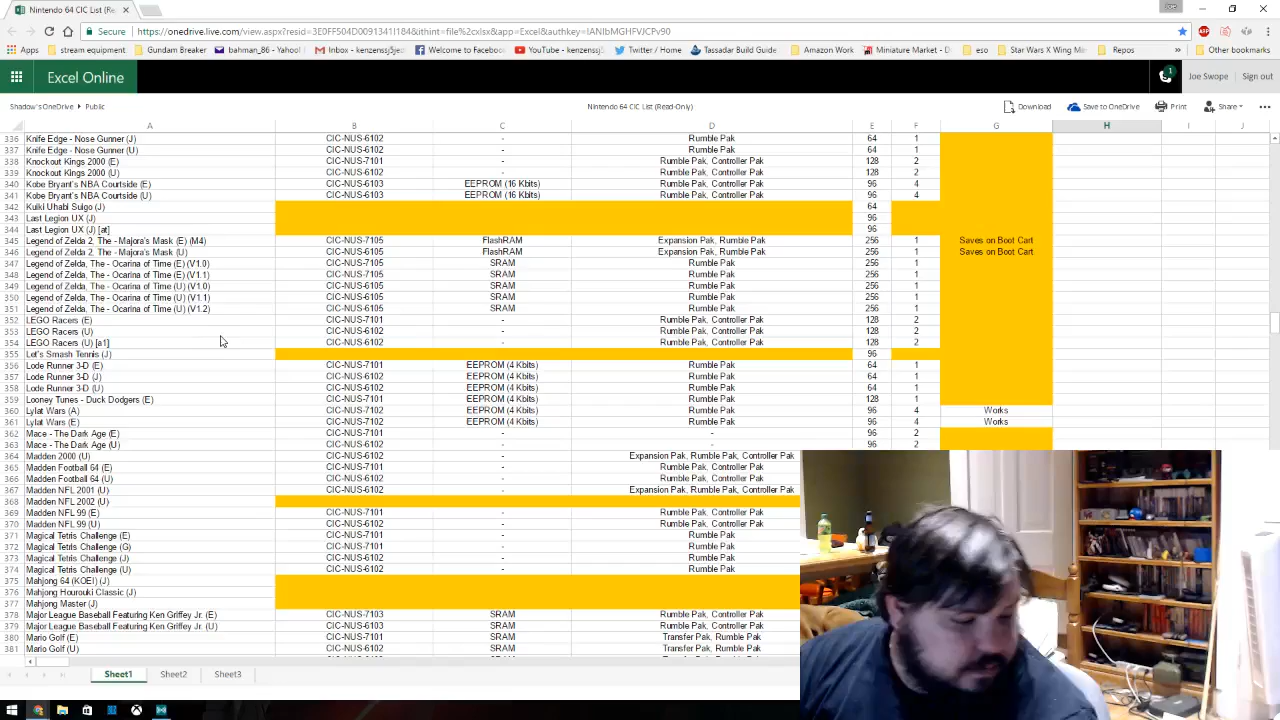 Nintendo 64 CIC List (Re
Secure https://onedrive.live.com/view.aspx?resid=3E0FF504D0091341!184&ithint=file%2cxlsx&app=Excel&authkey=!ANIbMGHFVJCPv90
Apps stream equipment Gundam Breaker bahman_86 - Yahoo! Inbox - kenzenssj5@gm YouTube - kenzenssj5 Twitter / Home Tassadar Build Guide Amazon Work Miniature Market - De eso Star Wars X Wing Min Repos Other bookmarks
Excel Online 1 Joe Swope Sign out
Shadow's OneDrive Public Nintendo 64 CIC List (Read-Only) Download Save to OneDrive Print Share
A B C D E F G H I J
336 Knife Edge - Nose Gunner (J) CIC-NUS-6102 - Rumble Pak 64 1
337 Knife Edge - Nose Gunner (U) CIC-NUS-6102 - Rumble Pak 64 1
338 Knockout Kings 2000 (E) CIC-NUS-7101 - Rumble Pak, Controller Pak 128 2
339 Knockout Kings 2000 (U) CIC-NUS-6102 - Rumble Pak, Controller Pak 128 2
340 Kobe Bryant's NBA Courtside (E) CIC-NUS-6103 EEPROM (16 Kbits) Rumble Pak, Controller Pak 96 4
341 Kobe Bryant's NBA Courtside (U) CIC-NUS-6103 EEPROM (16 Kbits) Rumble Pak, Controller Pak 96 4
342 Kuiki Uhabi Suigo (J) 64
343 Last Legion UX (J) 96
344 Last Legion UX (J) [at] 96
345 Legend of Zelda 2, The - Majora's Mask (E) (M4) CIC-NUS-7105 FlashRAM Expansion Pak, Rumble Pak 256 1 Saves on Boot Cart
346 Legend of Zelda 2, The - Majora's Mask (U) CIC-NUS-6105 FlashRAM Expansion Pak, Rumble Pak 256 1 Saves on Boot Cart
347 Legend of Zelda, The - Ocarina of Time (E) (V1.0) CIC-NUS-7105 SRAM Rumble Pak 256 1
348 Legend of Zelda, The - Ocarina of Time (E) (V1.1) CIC-NUS-7105 SRAM Rumble Pak 256 1
349 Legend of Zelda, The - Ocarina of Time (U) (V1.0) CIC-NUS-6105 SRAM Rumble Pak 256 1
350 Legend of Zelda, The - Ocarina of Time (U) (V1.1) CIC-NUS-6105 SRAM Rumble Pak 256 1
351 Legend of Zelda, The - Ocarina of Time (U) (V1.2) CIC-NUS-6105 SRAM Rumble Pak 256 1
352 LEGO Racers (E) CIC-NUS-7101 - Rumble Pak, Controller Pak 128 2
353 LEGO Racers (U) CIC-NUS-6102 - Rumble Pak, Controller Pak 128 2
354 LEGO Racers (U) [a1] CIC-NUS-6102 - Rumble Pak, Controller Pak 128 2
355 Let's Smash Tennis (J) 96
356 Lode Runner 3-D (E) CIC-NUS-7101 EEPROM (4 Kbits) Rumble Pak 64 1
357 Lode Runner 3-D (J) CIC-NUS-6102 EEPROM (4 Kbits) Rumble Pak 64 1
358 Lode Runner 3-D (U) CIC-NUS-6102 EEPROM (4 Kbits) Rumble Pak 64 1
359 Looney Tunes - Duck Dodgers (E) CIC-NUS-7101 EEPROM (4 Kbits) Rumble Pak 128 1
360 Lylat Wars (A) CIC-NUS-7102 EEPROM (4 Kbits) Rumble Pak 96 4 Works
361 Lylat Wars (E) CIC-NUS-7102 EEPROM (4 Kbits) Rumble Pak 96 4 Works
362 Mace - The Dark Age (E) CIC-NUS-7101 - - 96 2
363 Mace - The Dark Age (U) CIC-NUS-6102 - - 96 2
364 Madden 2000 (U) CIC-NUS-6102 - Expansion Pak, Rumble Pak, Controller Pak
365 Madden Football 64 (E) CIC-NUS-7101 - Rumble Pak, Controller Pak
366 Madden Football 64 (U) CIC-NUS-6102 - Rumble Pak, Controller Pak
367 Madden NFL 2001 (U) CIC-NUS-6102 - Expansion Pak, Rumble Pak, Controller Pak
368 Madden NFL 2002 (U)
369 Madden NFL 99 (E) CIC-NUS-7101 - Rumble Pak, Controller Pak
370 Madden NFL 99 (U) CIC-NUS-6102 - Rumble Pak, Controller Pak
371 Magical Tetris Challenge (E) CIC-NUS-7101 - Rumble Pak
372 Magical Tetris Challenge (G) CIC-NUS-7101 - Rumble Pak
373 Magical Tetris Challenge (J) CIC-NUS-6102 - Rumble Pak
374 Magical Tetris Challenge (U) CIC-NUS-6102 - Rumble Pak
375 Mahjong 64 (KOEI) (J)
376 Mahjong Hourouki Classic (J)
377 Mahjong Master (J)
378 Major League Baseball Featuring Ken Griffey Jr. (E) CIC-NUS-7103 SRAM Rumble Pak, Controller Pak
379 Major League Baseball Featuring Ken Griffey Jr. (U) CIC-NUS-6103 SRAM Rumble Pak, Controller Pak
380 Mario Golf (E) CIC-NUS-7101 SRAM Transfer Pak, Rumble Pak
381 Mario Golf (U) CIC-NUS-6102 SRAM Transfer Pak, Rumble Pak
Sheet1 Sheet2 Sheet3